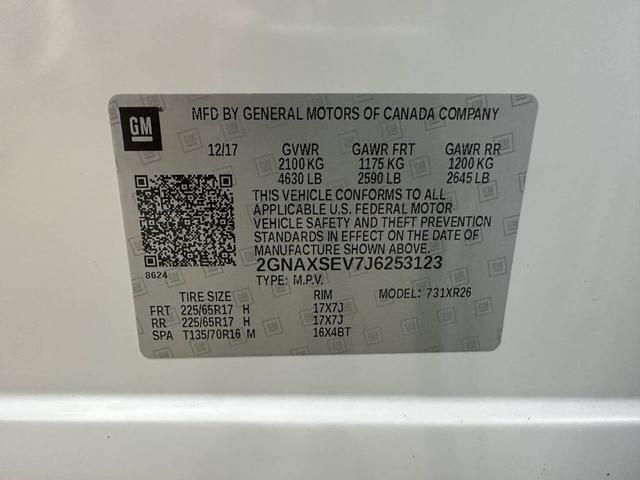 GM
MFD BY GENERAL MOTORS OF CANADA COMPANY
12/17 GVWR GAWR FRT GAWR RR
2100 KG 1175 KG 1200 KG
4630 LB 2590 LB 2645 LB
THIS VEHICLE CONFORMS TO ALL
APPLICABLE U.S. FEDERAL MOTOR
VEHICLE SAFETY AND THEFT PREVENTION
STANDARDS IN EFFECT ON THE DATE OF
MANUFACTURE SHOWN ABOVE.
8624
2GNAXSEV7J6253123
TYPE: M.P.V.
TIRE SIZE RIM MODEL: 731XR26
FRT 225/65R17 H 17X7J
RR 225/65R17 H 17X7J
SPA T135/70R16 M 16X4BT